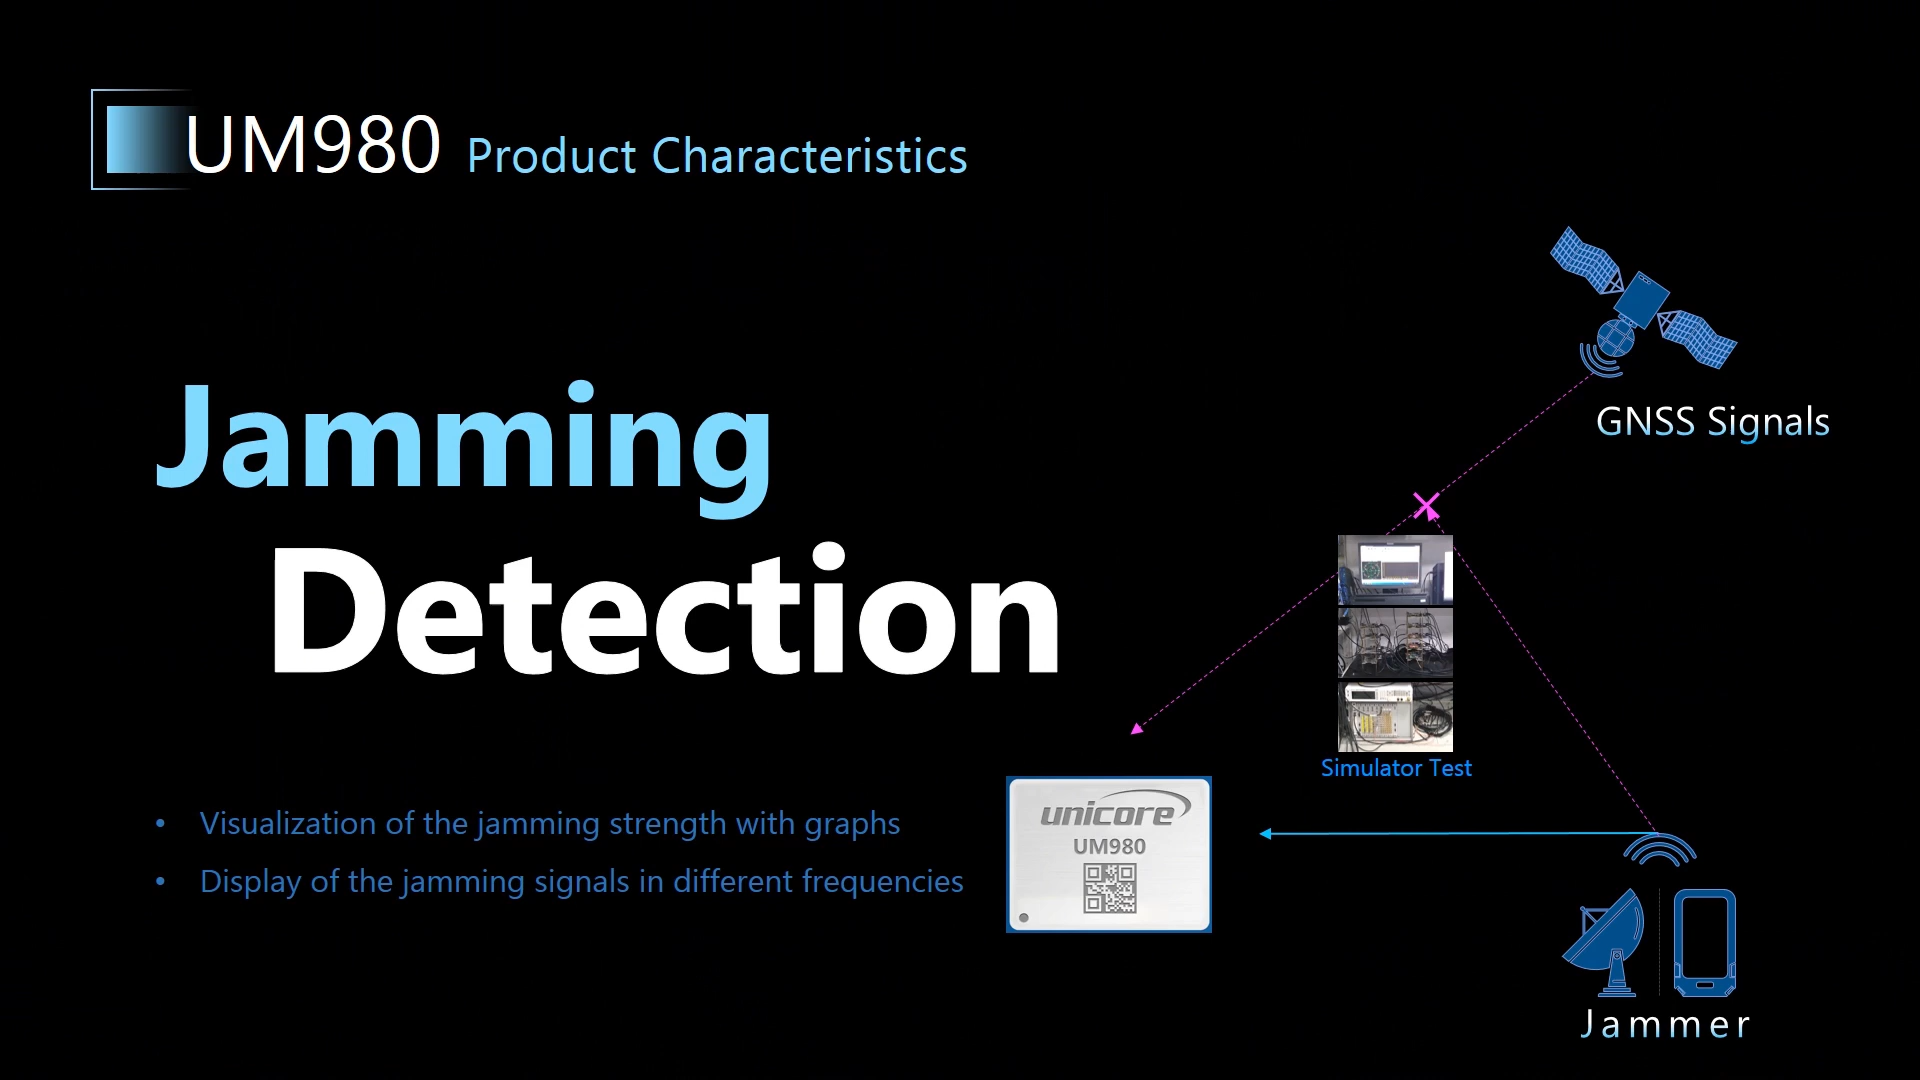 UM980 Product Characteristics
Jamming
Detection
• Visualization of the jamming strength with graphs
• Display of the jamming signals in different frequencies
GNSS Signals
Simulator Test
unicore
UM980
Jammer